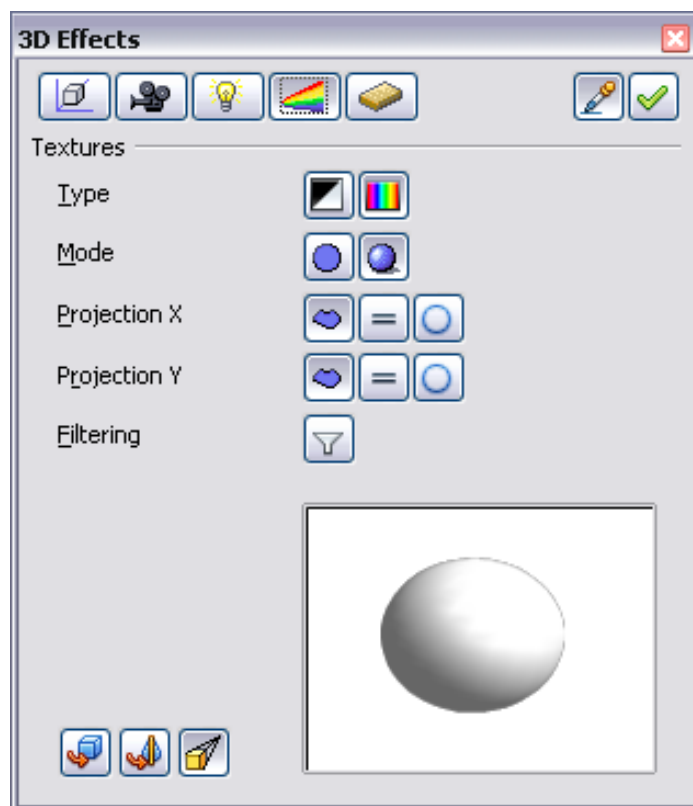 3D Effects
Textures
Type
Mode
Projection X
Projection Y
Filtering